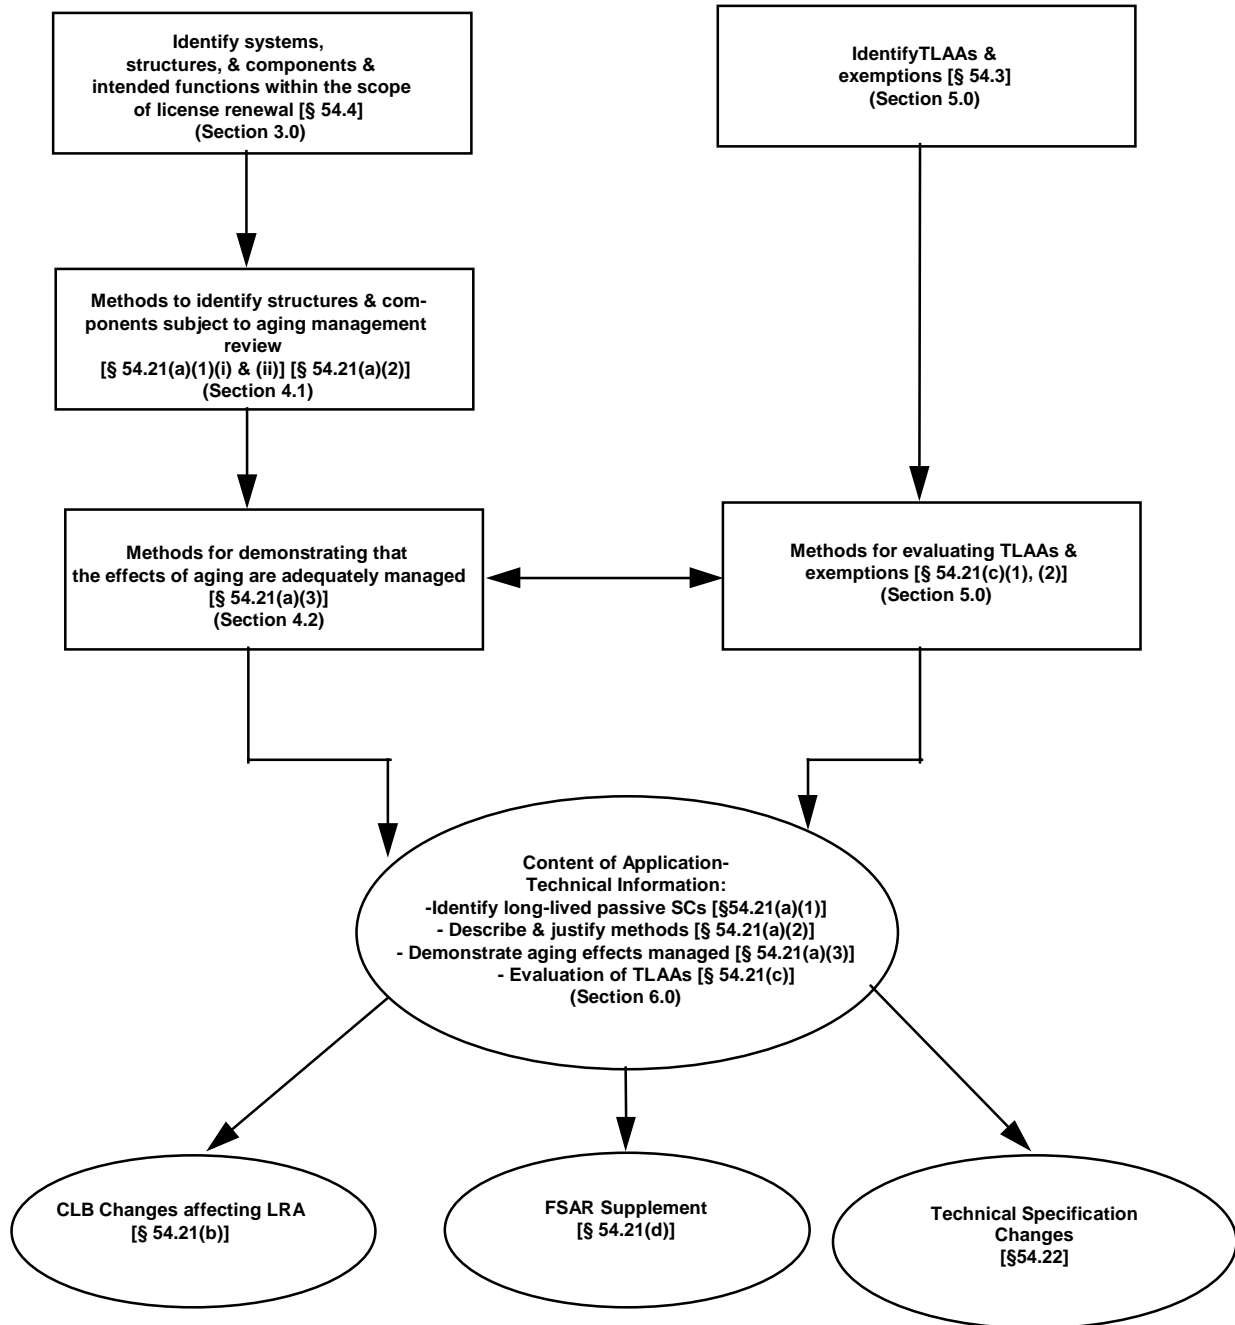 Identify systems,
structures, & components &
intended functions within the scope
of license renewal [§ 54.4]
(Section 3.0)
IdentifyTLAAs &
exemptions [§ 54.3]
(Section 5.0)
Methods to identify structures & com-
ponents subject to aging management
review
[§ 54.21(a)(1)(i) & (ii)] [§ 54.21(a)(2)]
(Section 4.1)
Methods for demonstrating that
the effects of aging are adequately managed
[§ 54.21(a)(3)]
(Section 4.2)
Methods for evaluating TLAAs &
exemptions [§ 54.21(c)(1), (2)]
(Section 5.0)
Content of Application-
Technical Information:
-Identify long-lived passive SCs [§54.21(a)(1)]
- Describe & justify methods [§ 54.21(a)(2)]
- Demonstrate aging effects managed [§ 54.21(a)(3)]
- Evaluation of TLAAs [§ 54.21(c)]
(Section 6.0)
CLB Changes affecting LRA
[§ 54.21(b)]
FSAR Supplement
[§ 54.21(d)]
Technical Specification
Changes
[§54.22]